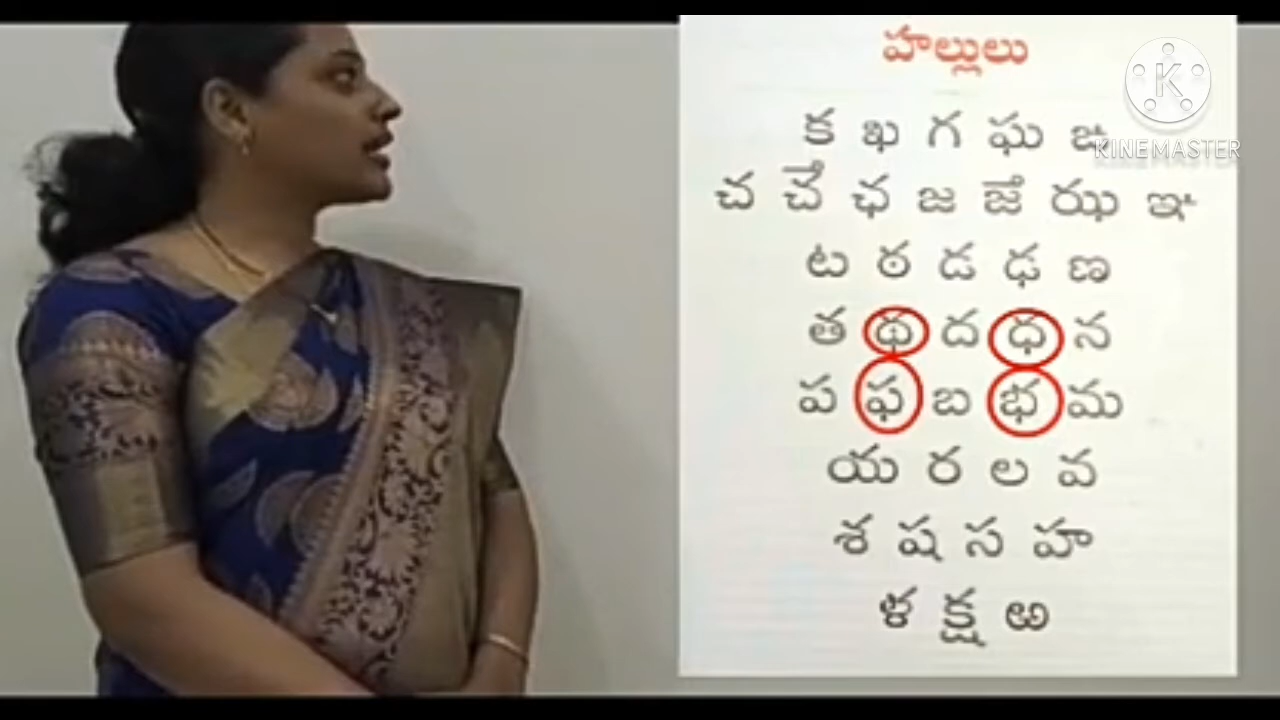 హల్లులు
క ఖ గ ఘ ఙ
చ చే ఛ జ జే ఝ ఞ
ట ఠ డ ఢ ణ
త థ ద ధ న
ప ఫ బ భ మ
య ర ల వ
శ ష స హ
ళ క్ష ఱ
K
KINEMASTER